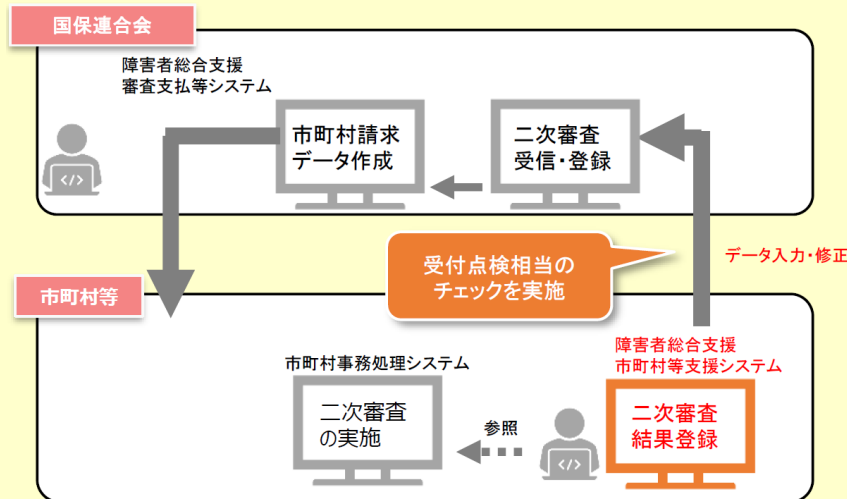 国保連合会
障害者総合支援
審査支払等システム
市町村請求
データ作成
二次審査
受信・登録
受付点検相当の
チェックを実施
データ入力・修正
市町村等
障害者総合支援
市町村等支援システム
市町村事務処理システム
二次審査
の実施
参照
二次審査
結果登録